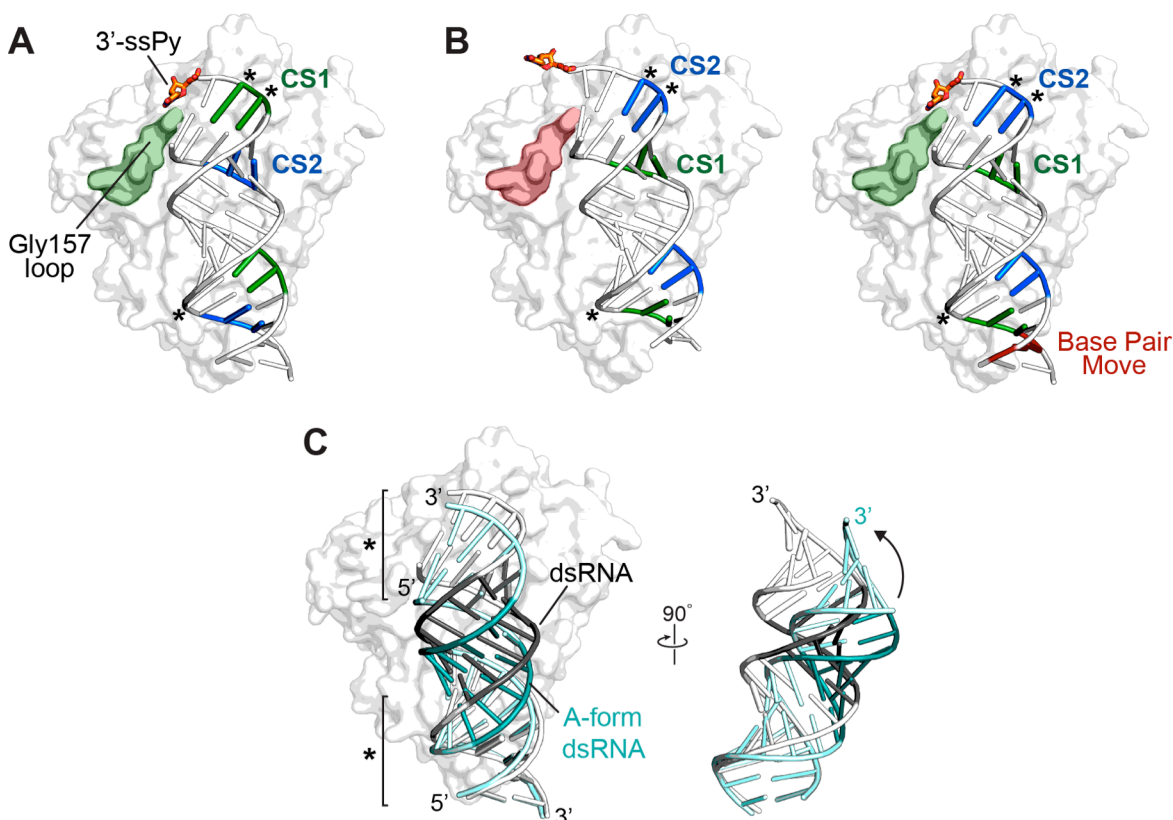 A
3’-ssPy
*
*
CS1
CS2
Gly157
loop
*
B
CS2
*
*
CS1
*
CS2
*
*
CS1
*
Base Pair
Move
C
3’
*
5’
dsRNA
A-form
dsRNA
*
5’
3’
90°
3’
3’